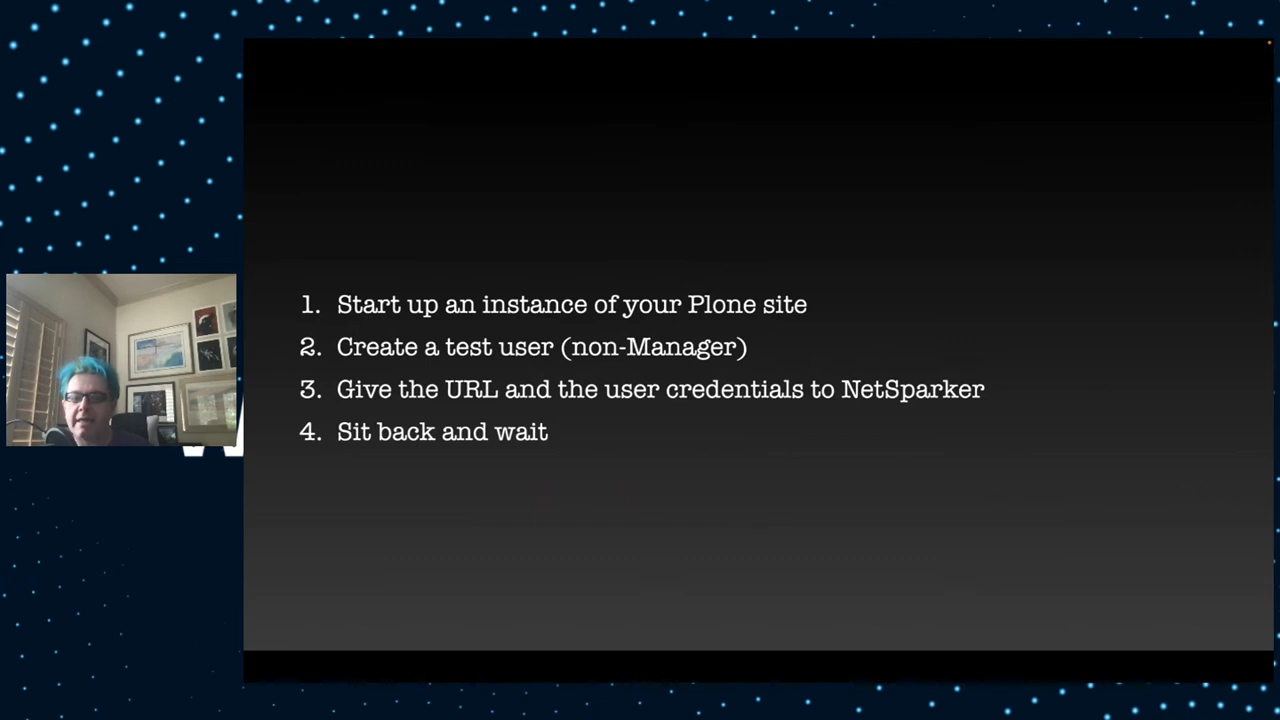 1. Start up an instance of your Plone site
2. Create a test user (non-Manager)
3. Give the URL and the user credentials to NetSparker
4. Sit back and wait